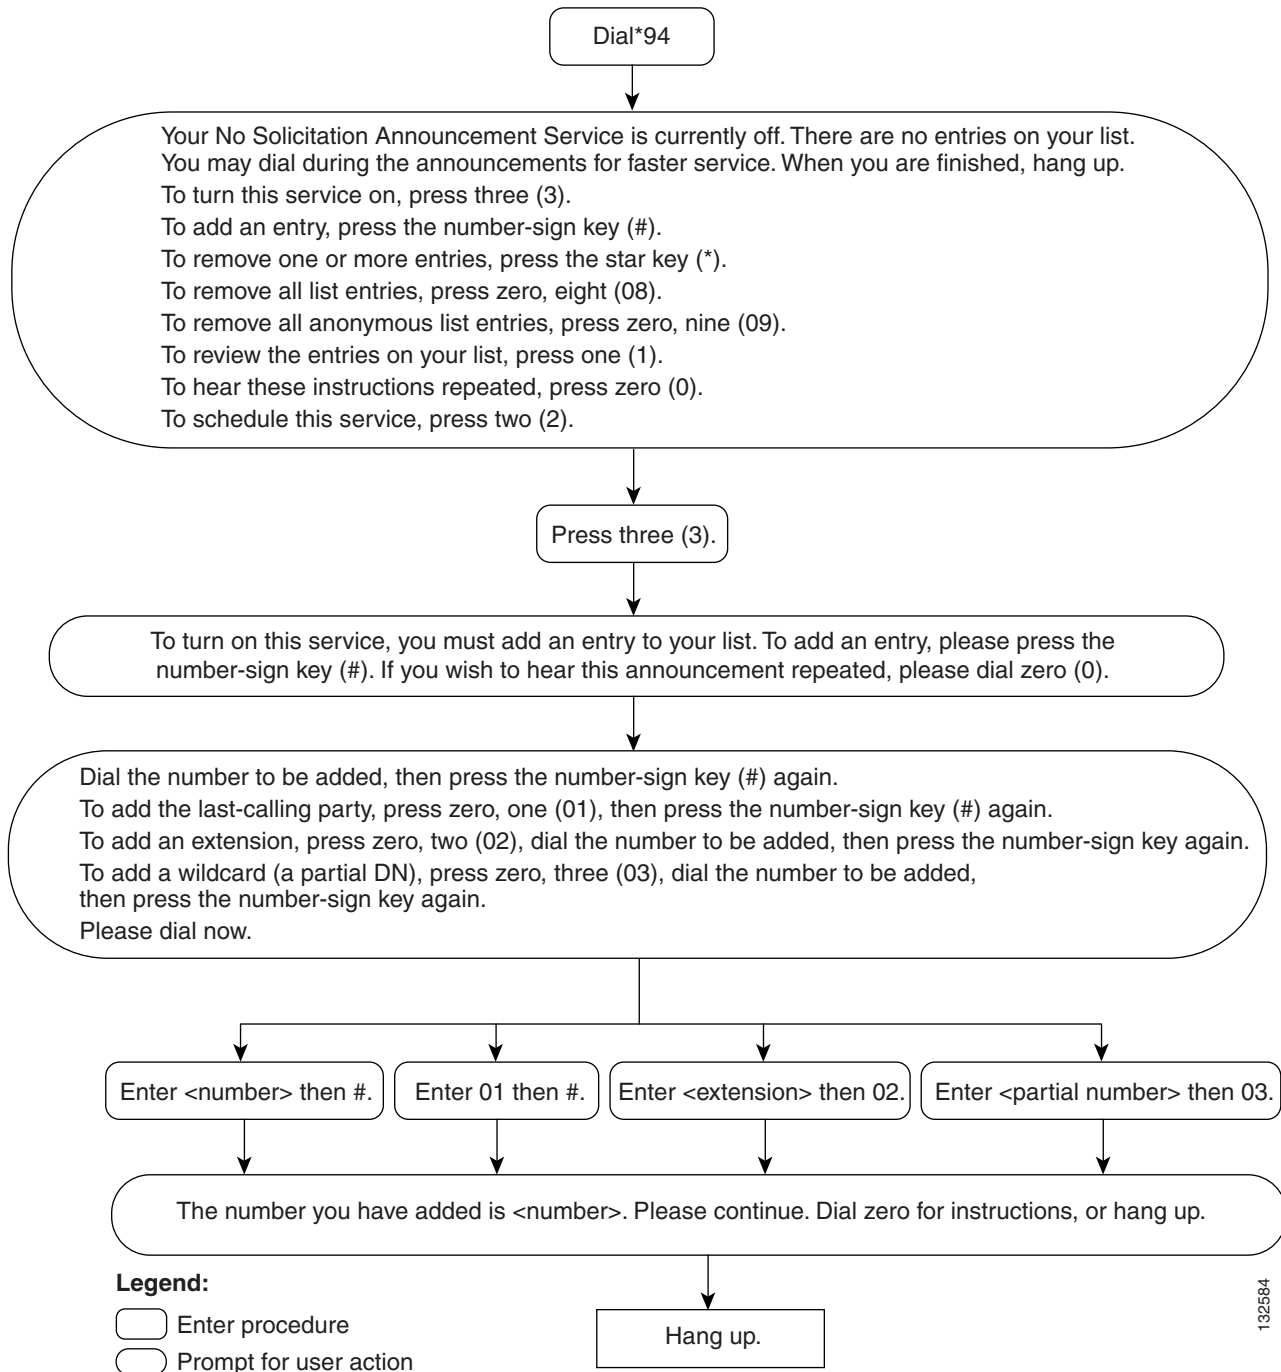 Dial*94
Your No Solicitation Announcement Service is currently off. There are no entries on your list.
You may dial during the announcements for faster service. When you are finished, hang up.
To turn this service on, press three (3).
To add an entry, press the number-sign key (#).
To remove one or more entries, press the star key (*).
To remove all list entries, press zero, eight (08).
To remove all anonymous list entries, press zero, nine (09).
To review the entries on your list, press one (1).
To hear these instructions repeated, press zero (0).
To schedule this service, press two (2).
Press three (3).
To turn on this service, you must add an entry to your list. To add an entry, please press the
number-sign key (#). If you wish to hear this announcement repeated, please dial zero (0).
Dial the number to be added, then press the number-sign key (#) again.
To add the last-calling party, press zero, one (01), then press the number-sign key (#) again.
To add an extension, press zero, two (02), dial the number to be added, then press the number-sign key again.
To add a wildcard (a partial DN), press zero, three (03), dial the number to be added,
then press the number-sign key again.
Please dial now.
Enter <number> then #.
Enter 01 then #.
Enter <extension> then 02.
Enter <partial number> then 03.
The number you have added is <number>. Please continue. Dial zero for instructions, or hang up.
Legend:
Enter procedure
Prompt for user action
Hang up.
132584